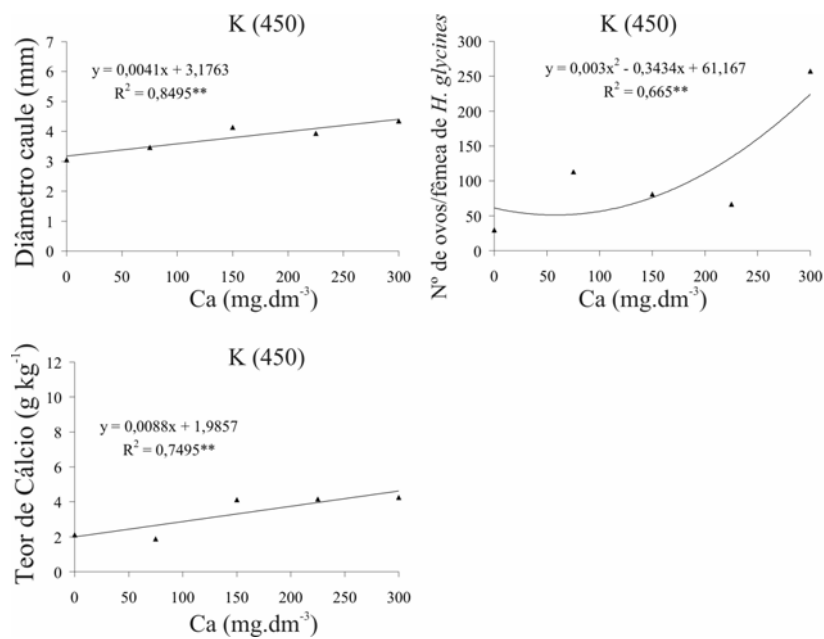 K (450)
Diâmetro caule (mm)
7
6
5
4
3
2
1
0
y = 0,0041x + 3,1763
R² = 0,8495**
0 50 100 150 200 250 300
Ca (mg.dm⁻³)
K (450)
Nº de ovos/fêmea de H. glycines
300
250
200
150
100
50
0
y = 0,003x² - 0,3434x + 61,167
R² = 0,665**
0 50 100 150 200 250 300
Ca (mg.dm⁻³)
K (450)
Teor de Cálcio (g kg⁻¹)
12
10
8
6
4
2
0
y = 0,0088x + 1,9857
R² = 0,7495**
0 50 100 150 200 250 300
Ca (mg.dm⁻³)